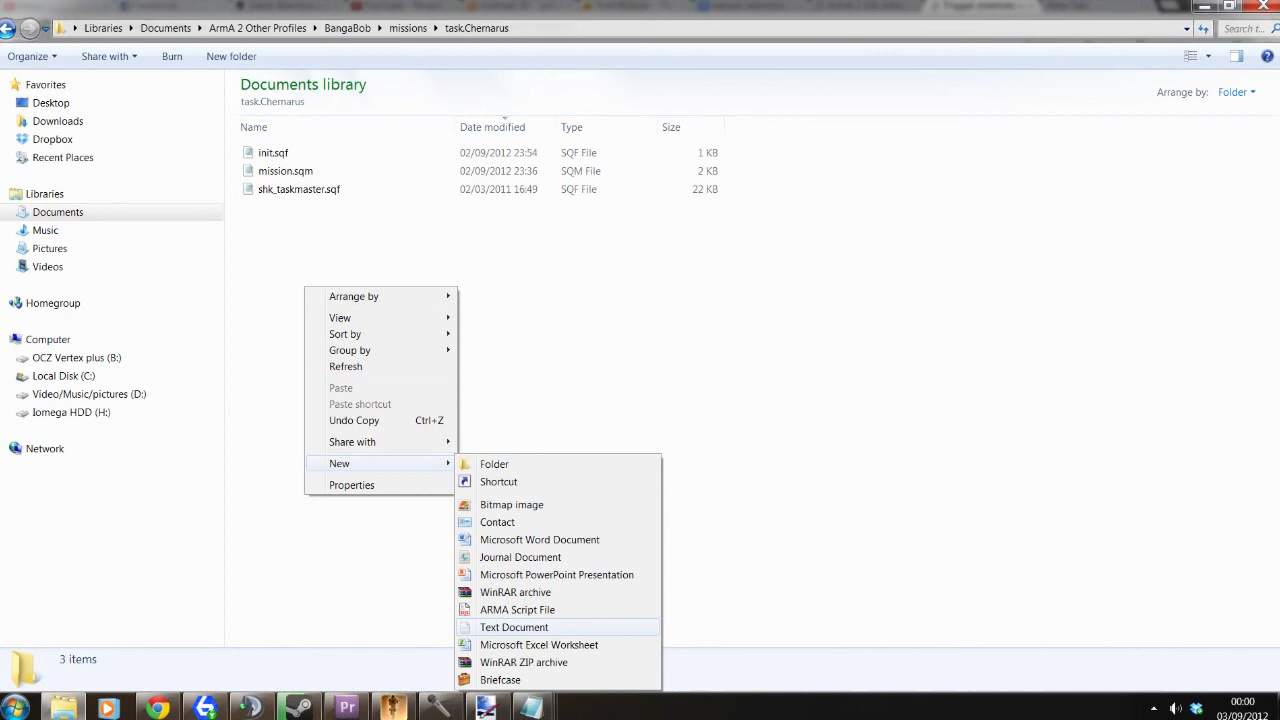 Libraries Documents ArmA 2 Other Profiles BangaBob missions task.Chernarus Search t...
Organize Share with Burn New folder
Favorites
Desktop
Downloads
Dropbox
Recent Places
Libraries
Documents
Music
Pictures
Videos
Homegroup
Computer
OCZ Vertex plus (B:)
Local Disk (C:)
Video/Music/pictures (D:)
Iomega HDD (H:)
Network
Documents library
task.Chernarus
Arrange by: Folder
Name Date modified Type Size
init.sqf 02/09/2012 23:54 SQF File 1 KB
mission.sqm 02/09/2012 23:36 SQM File 2 KB
shk_taskmaster.sqf 02/03/2011 16:49 SQF File 22 KB
Arrange by
View
Sort by
Group by
Refresh
Paste
Paste shortcut
Undo Copy Ctrl+Z
Share with
New
Properties
Folder
Shortcut
Bitmap image
Contact
Microsoft Word Document
Journal Document
Microsoft PowerPoint Presentation
WinRAR archive
ARMA Script File
Text Document
Microsoft Excel Worksheet
WinRAR ZIP archive
Briefcase
3 items
Pr
00:00
03/09/2012